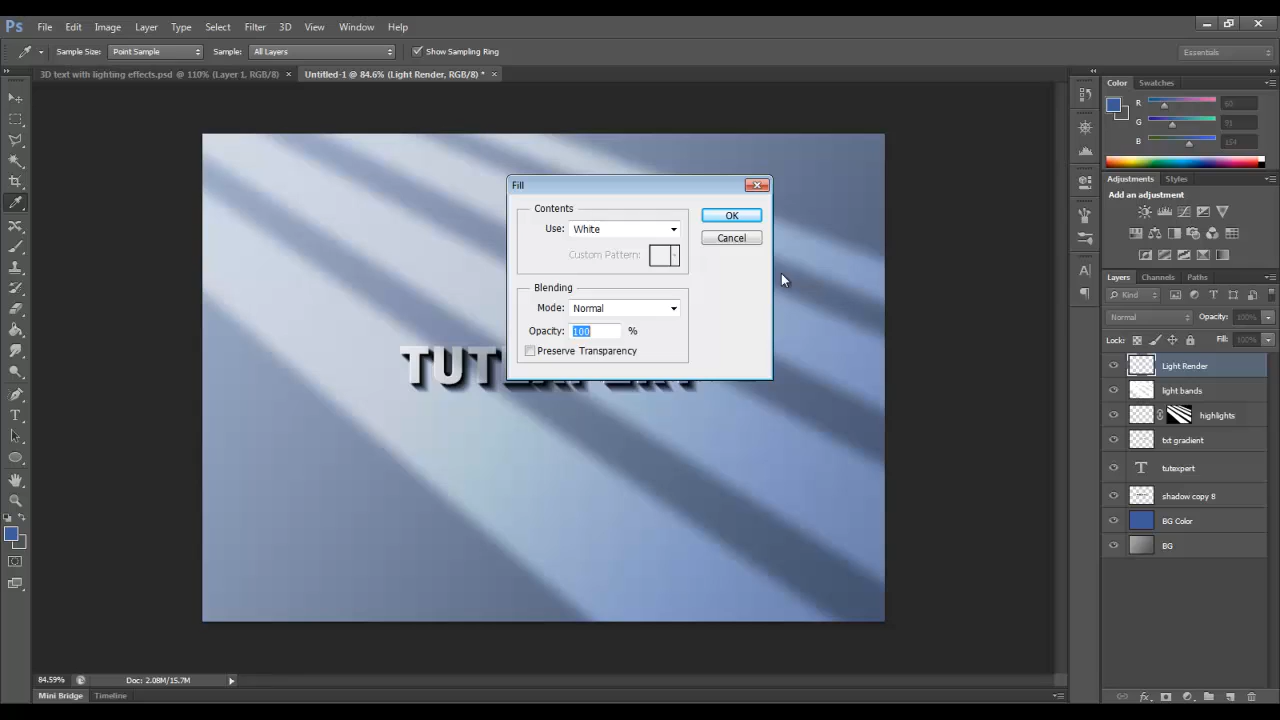 Ps File Edit Image Layer Type Select Filter 3D View Window Help
Sample Size: Point Sample Sample: All Layers Show Sampling Ring Essentials
3D text with lighting effects.psd @ 110% (Layer 1, RGB/8) Untitled-1 @ 84.6% (Light Render, RGB/8) *
Color Swatches
R 60
G 91
B 154
Adjustments Styles
Add an adjustment
Layers Channels Paths
Kind
Normal Opacity: 100%
Lock: Fill: 100%
Light Render
light bands
highlights
txt gradient
T tutexpert
shadow copy 8
BG Color
BG
Fill
Contents
Use: White
Custom Pattern:
OK
Cancel
Blending
Mode: Normal
Opacity: 100 %
Preserve Transparency
84.59% Doc: 2.08M/15.7M
Mini Bridge Timeline